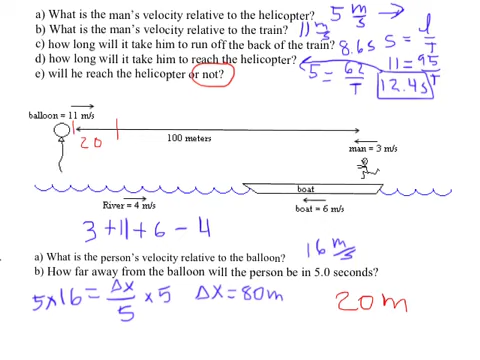 a) What is the man's velocity relative to the helicopter? 5 m/s →
b) What is the man's velocity relative to the train? 11 m/s
c) how long will it take him to run off the back of the train? 8.6s S = d/T
d) how long will it take him to reach the helicopter? 11 = 95/T
e) will he reach the helicopter or not? 5 = 62/T 12.4s
balloon = 11 m/s
20
100 meters
man = 3 m/s
boat
River = 4 m/s
boat = 6 m/s
3 + 11 + 6 - 4
a) What is the person's velocity relative to the balloon? 16 m/s
b) How far away from the balloon will the person be in 5.0 seconds?
5 x 16 = Δx/5 x 5 Δx = 80m 20 m